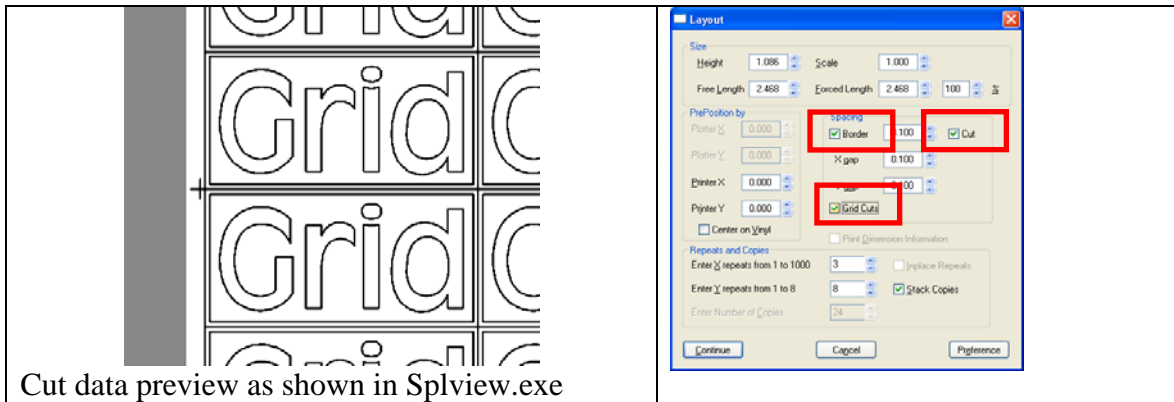 Grid
Grid
Cut data preview as shown in Splview.exe
Layout
Size
Height 1.086 Scale 1.000
Free Length 2.468 Forced Length 2.468 100 %
PrePosition by
Plotter X 0.000
Plotter Y 0.000
Printer X 0.000
Printer Y 0.000
Center on Vinyl
Spacing
Border 0.100 Cut
X gap 0.100
0.100
Grid Cuts
Print Dimension Information
Repeats and Copies
Enter X repeats from 1 to 1000 3 Inplace Repeats
Enter Y repeats from 1 to 8 8 Stack Copies
Enter Number of Copies 24
Continue Cancel Preference